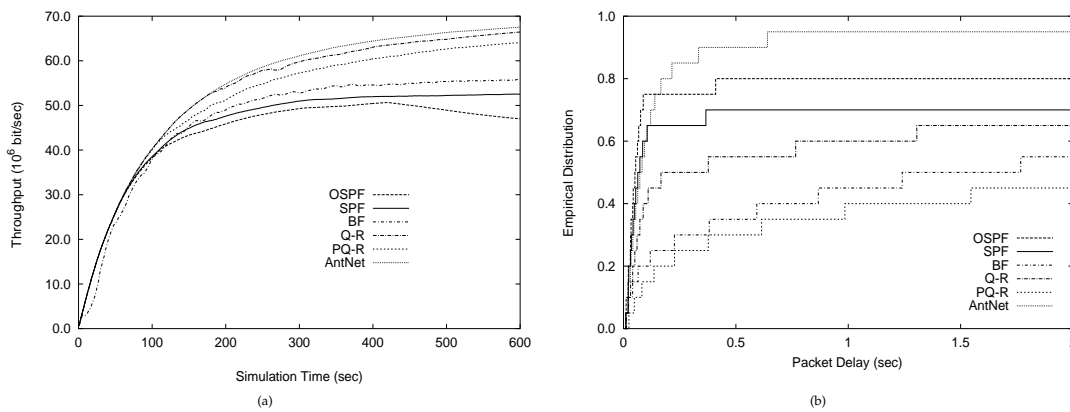 70.0
60.0
50.0
40.0
30.0
20.0
10.0
0.0
0 100 200 300 400 500 600
Throughput (10^6 bit/sec)
Simulation Time (sec)
OSPF
SPF
BF
Q-R
PQ-R
AntNet
(a)
1.0
0.8
0.6
0.4
0.2
0.0
0 0.5 1 1.5 2
Empirical Distribution
Packet Delay (sec)
OSPF
SPF
BF
Q-R
PQ-R
AntNet
(b)